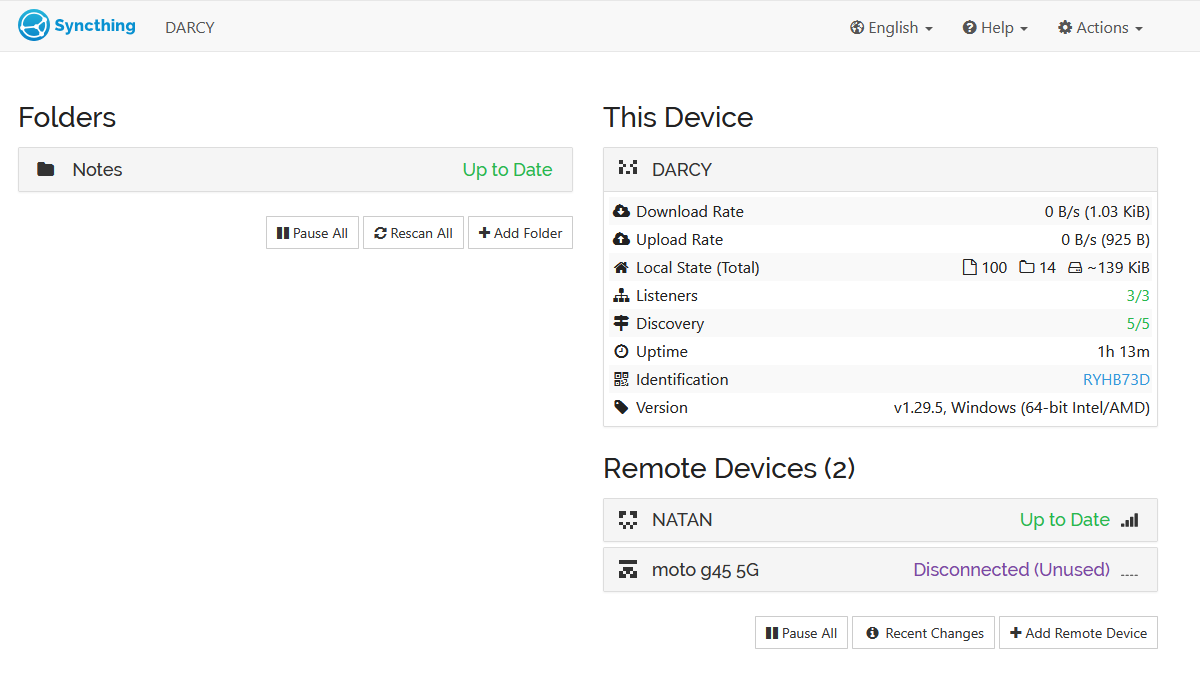 Syncthing DARCY English Help Actions
Folders
Notes Up to Date
Pause All Rescan All Add Folder
This Device
DARCY
Download Rate 0 B/s (1.03 KiB)
Upload Rate 0 B/s (925 B)
Local State (Total) 100 14 ~139 KiB
Listeners 3/3
Discovery 5/5
Uptime 1h 13m
Identification RYHB73D
Version v1.29.5, Windows (64-bit Intel/AMD)
Remote Devices (2)
NATAN Up to Date
moto g45 5G Disconnected (Unused)
Pause All Recent Changes Add Remote Device